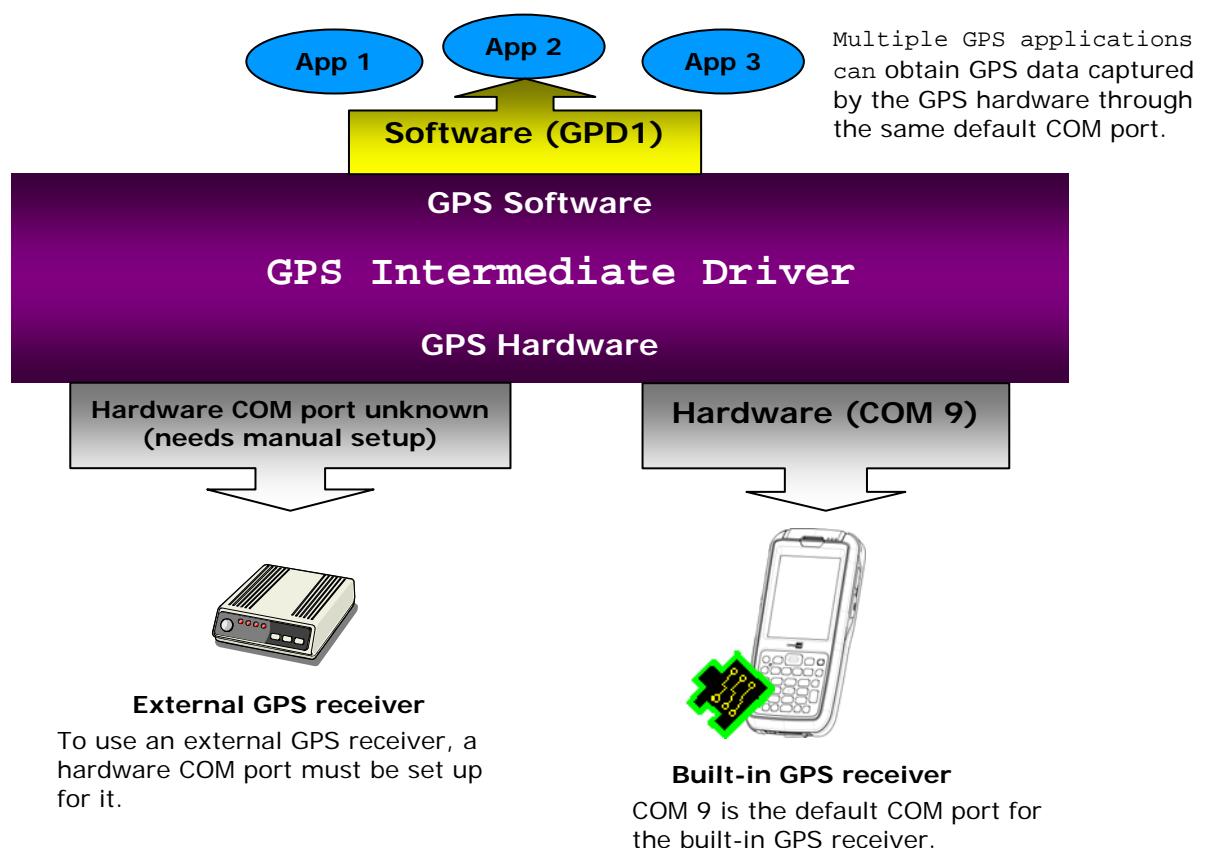 App 1
App 2
App 3
Multiple GPS applications
can obtain GPS data captured
by the GPS hardware through
the same default COM port.
Software (GPD1)
GPS Software
GPS Intermediate Driver
GPS Hardware
Hardware COM port unknown
(needs manual setup)
Hardware (COM 9)
External GPS receiver
To use an external GPS receiver, a
hardware COM port must be set up
for it.
Built-in GPS receiver
COM 9 is the default COM port for
the built-in GPS receiver.